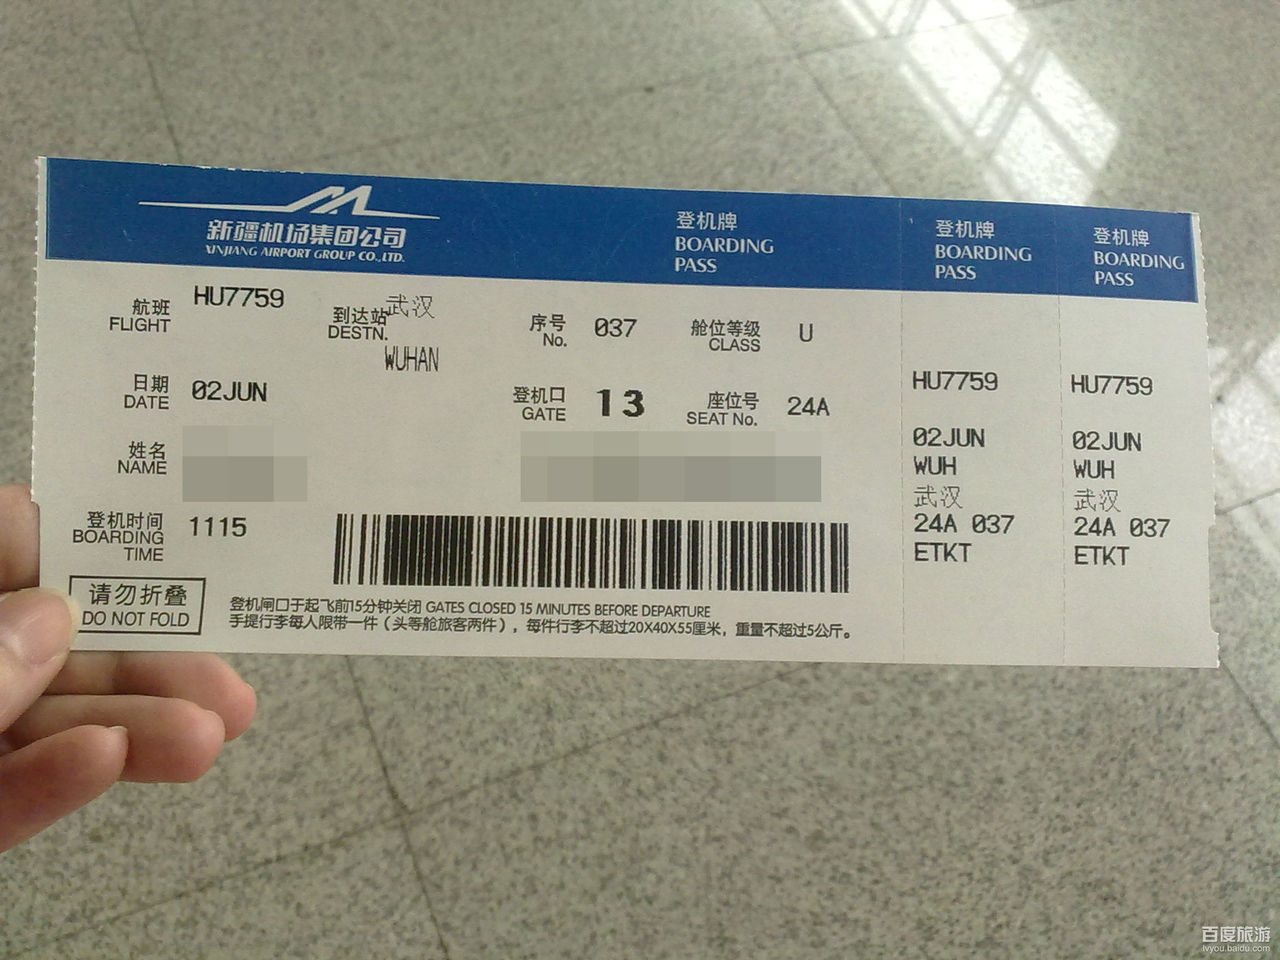 新疆机场集团公司
XINJIANG AIRPORT GROUP CO., LTD.
登机牌
BOARDING
PASS
登机牌
BOARDING
PASS
登机牌
BOARDING
PASS
航班 FLIGHT HU7759
到达站 DESTN. 武汉
WUHAN
序号 No. 037
舱位等级 CLASS U
日期 DATE 02JUN
登机口 GATE 13
座位号 SEAT No. 24A
姓名 NAME
登机时间 BOARDING TIME 1115
请勿折叠
DO NOT FOLD
登机闸口于起飞前15分钟关闭 GATES CLOSED 15 MINUTES BEFORE DEPARTURE
手提行李每人限带一件（头等舱旅客两件），每件行李不超过20X40X55厘米，重量不超过5公斤。
HU7759
02JUN
WUH
武汉
24A 037
ETKT
HU7759
02JUN
WUH
武汉
24A 037
ETKT
百度旅游
lvyou.baidu.com